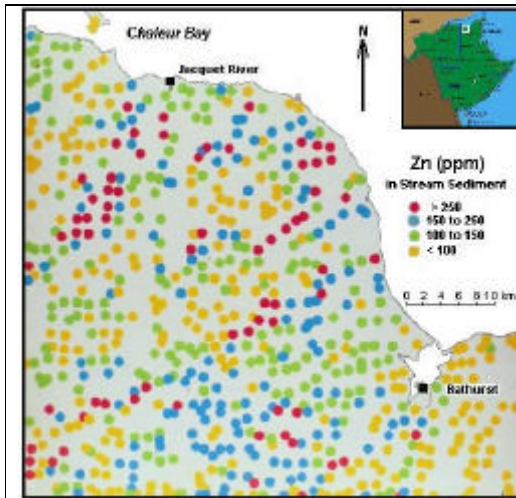 Chaleur Bay
N
Jacquet River
Zn (ppm)
in Stream Sediment
> 250
150 to 250
100 to 150
< 100
0 2 4 6 8 10 km
Bathurst